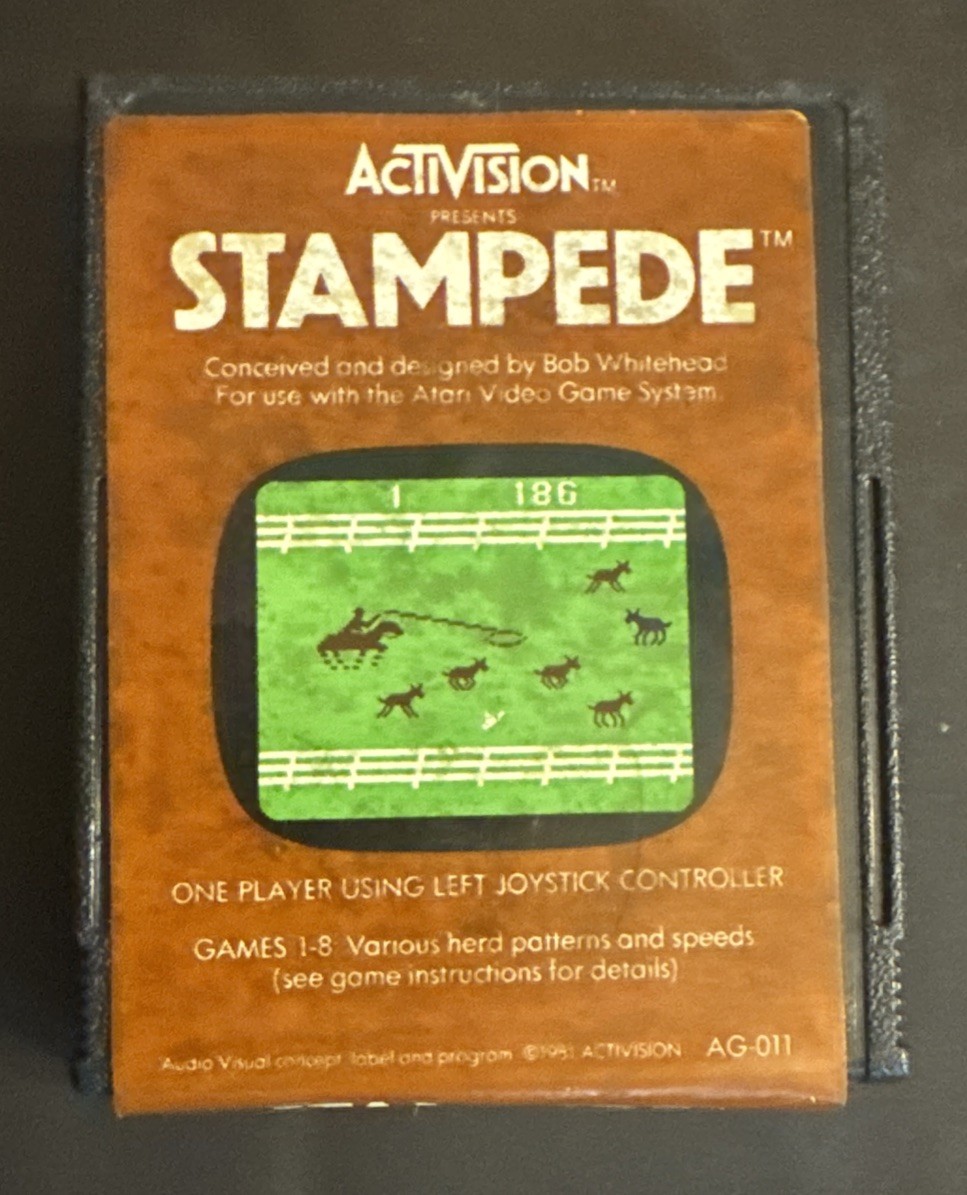 ACTIVISION™
PRESENTS
STAMPEDE™
Conceived and designed by Bob Whitehead
For use with the Atari Video Game System.
1 186
ONE PLAYER USING LEFT JOYSTICK CONTROLLER
GAMES 1-8: Various herd patterns and speeds
(see game instructions for details)
Audio Visual concept, label and program ©1981 ACTIVISION AG-011